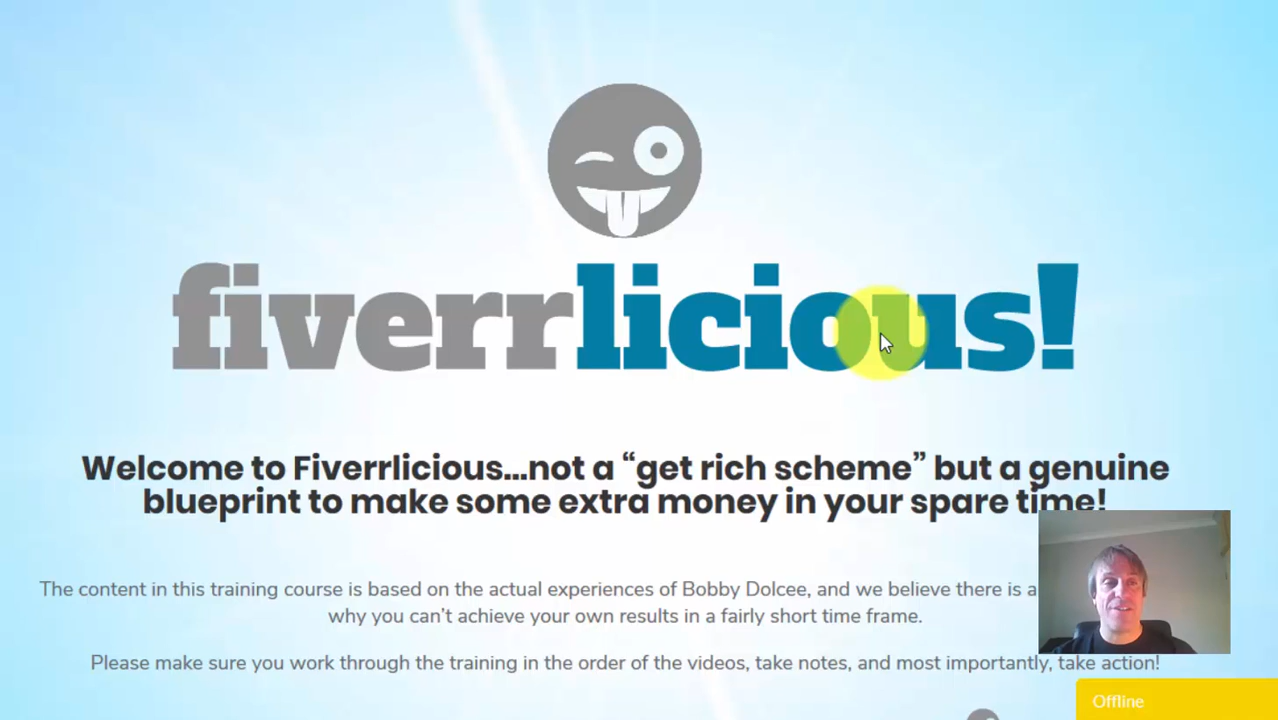 fiverrlicious!
Welcome to Fiverrlicious...not a “get rich scheme” but a genuine
blueprint to make some extra money in your spare time!
The content in this training course is based on the actual experiences of Bobby Dolcee, and we believe there is a
why you can’t achieve your own results in a fairly short time frame.
Please make sure you work through the training in the order of the videos, take notes, and most importantly, take action!
Offline